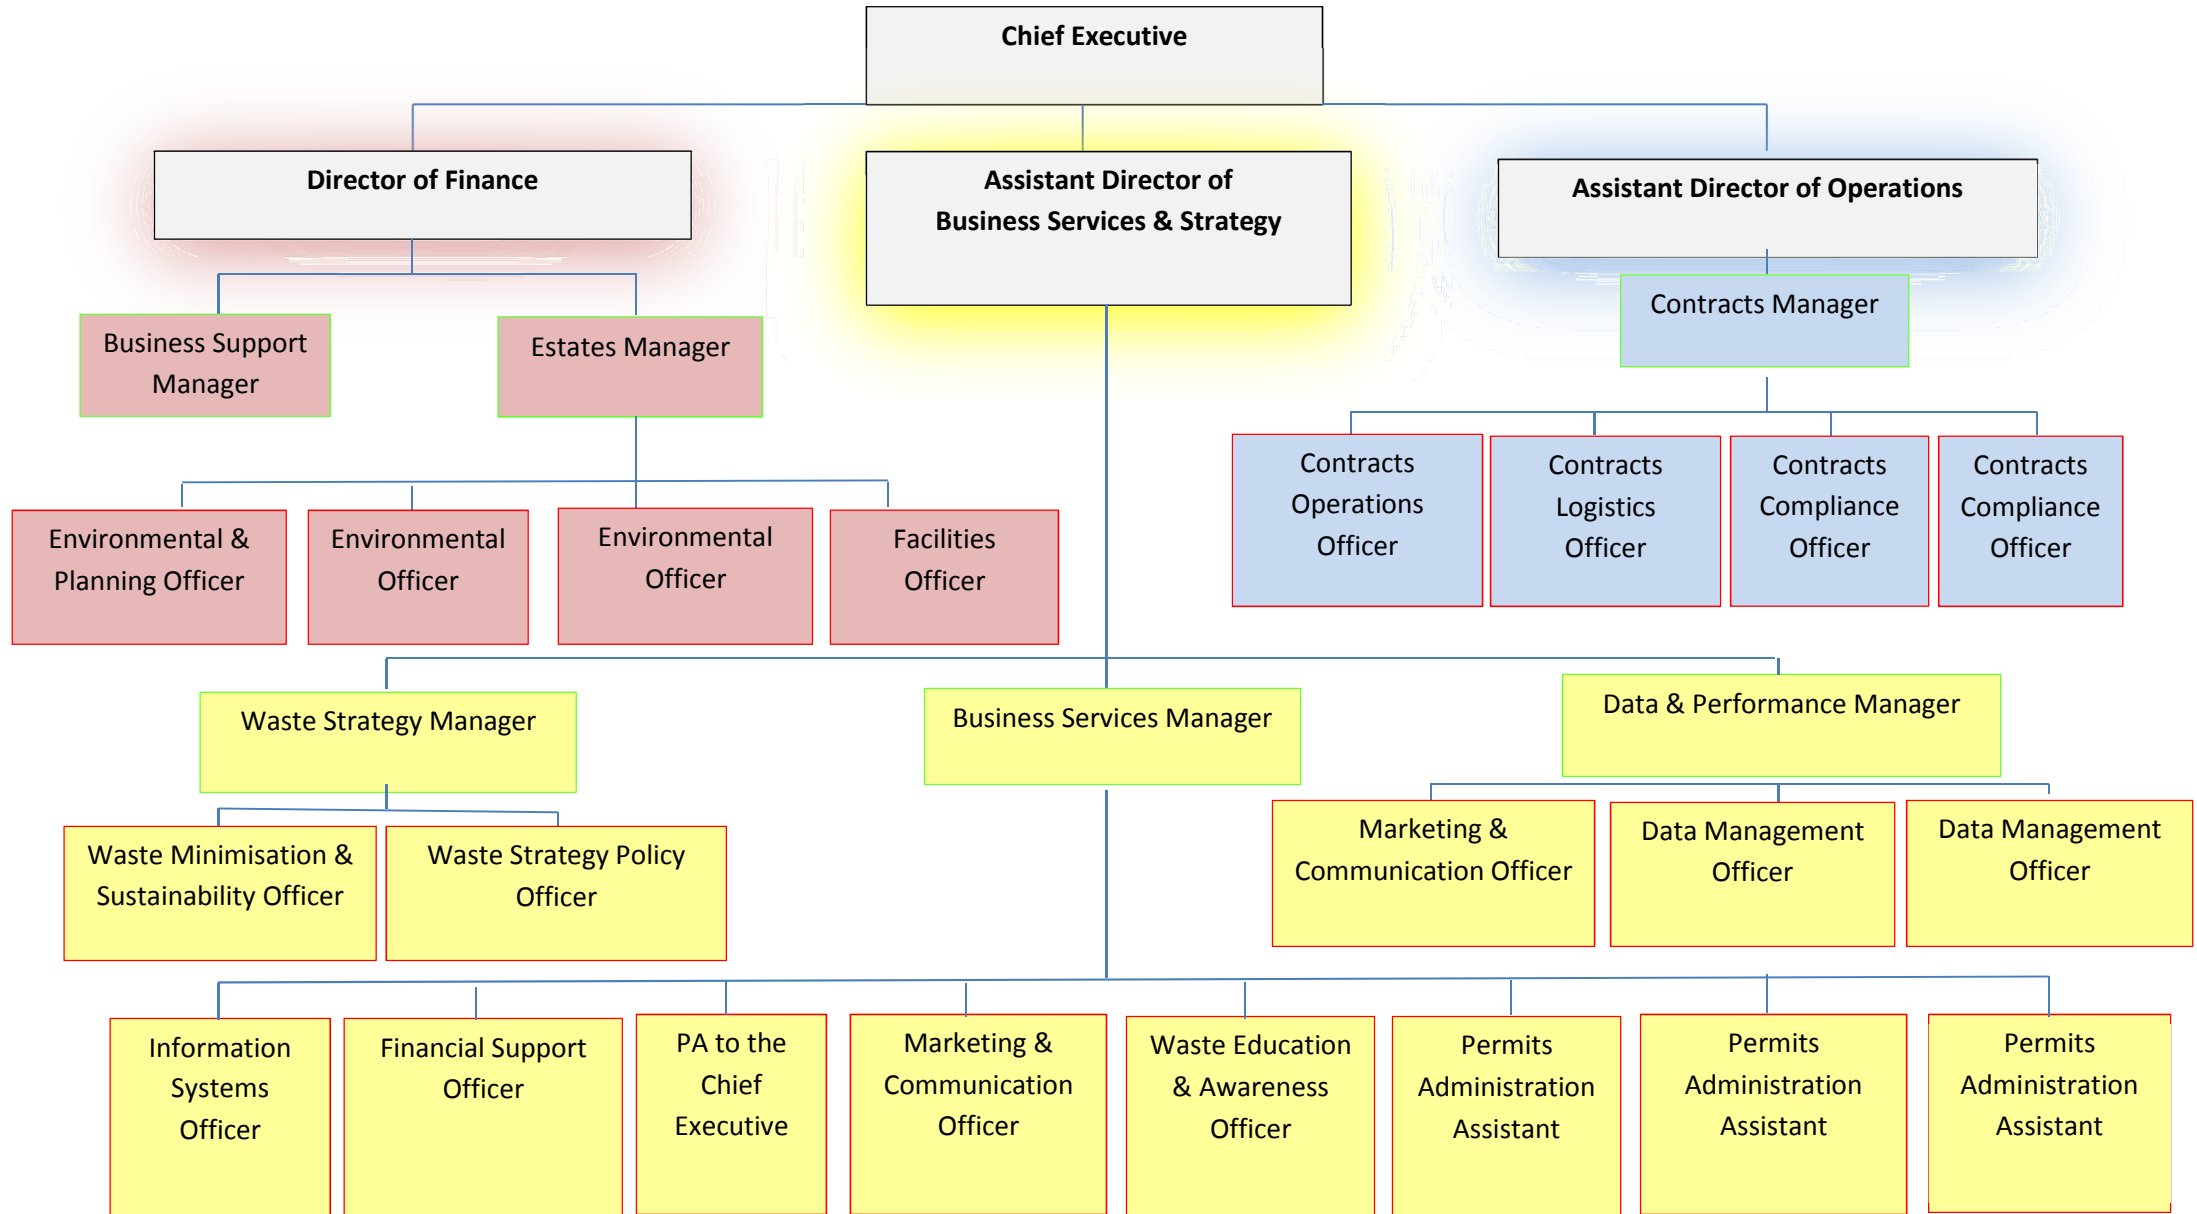 Chief Executive
Director of Finance
Assistant Director of
Business Services & Strategy
Assistant Director of Operations
Business Support
Manager
Estates Manager
Contracts Manager
Environmental &
Planning Officer
Environmental
Officer
Environmental
Officer
Facilities
Officer
Contracts
Operations
Officer
Contracts
Logistics
Officer
Contracts
Compliance
Officer
Contracts
Compliance
Officer
Waste Strategy Manager
Business Services Manager
Data & Performance Manager
Waste Minimisation &
Sustainability Officer
Waste Strategy Policy
Officer
Marketing &
Communication Officer
Data Management
Officer
Data Management
Officer
Information
Systems
Officer
Financial Support
Officer
PA to the
Chief
Executive
Marketing &
Communication
Officer
Waste Education
& Awareness
Officer
Permits
Administration
Assistant
Permits
Administration
Assistant
Permits
Administration
Assistant